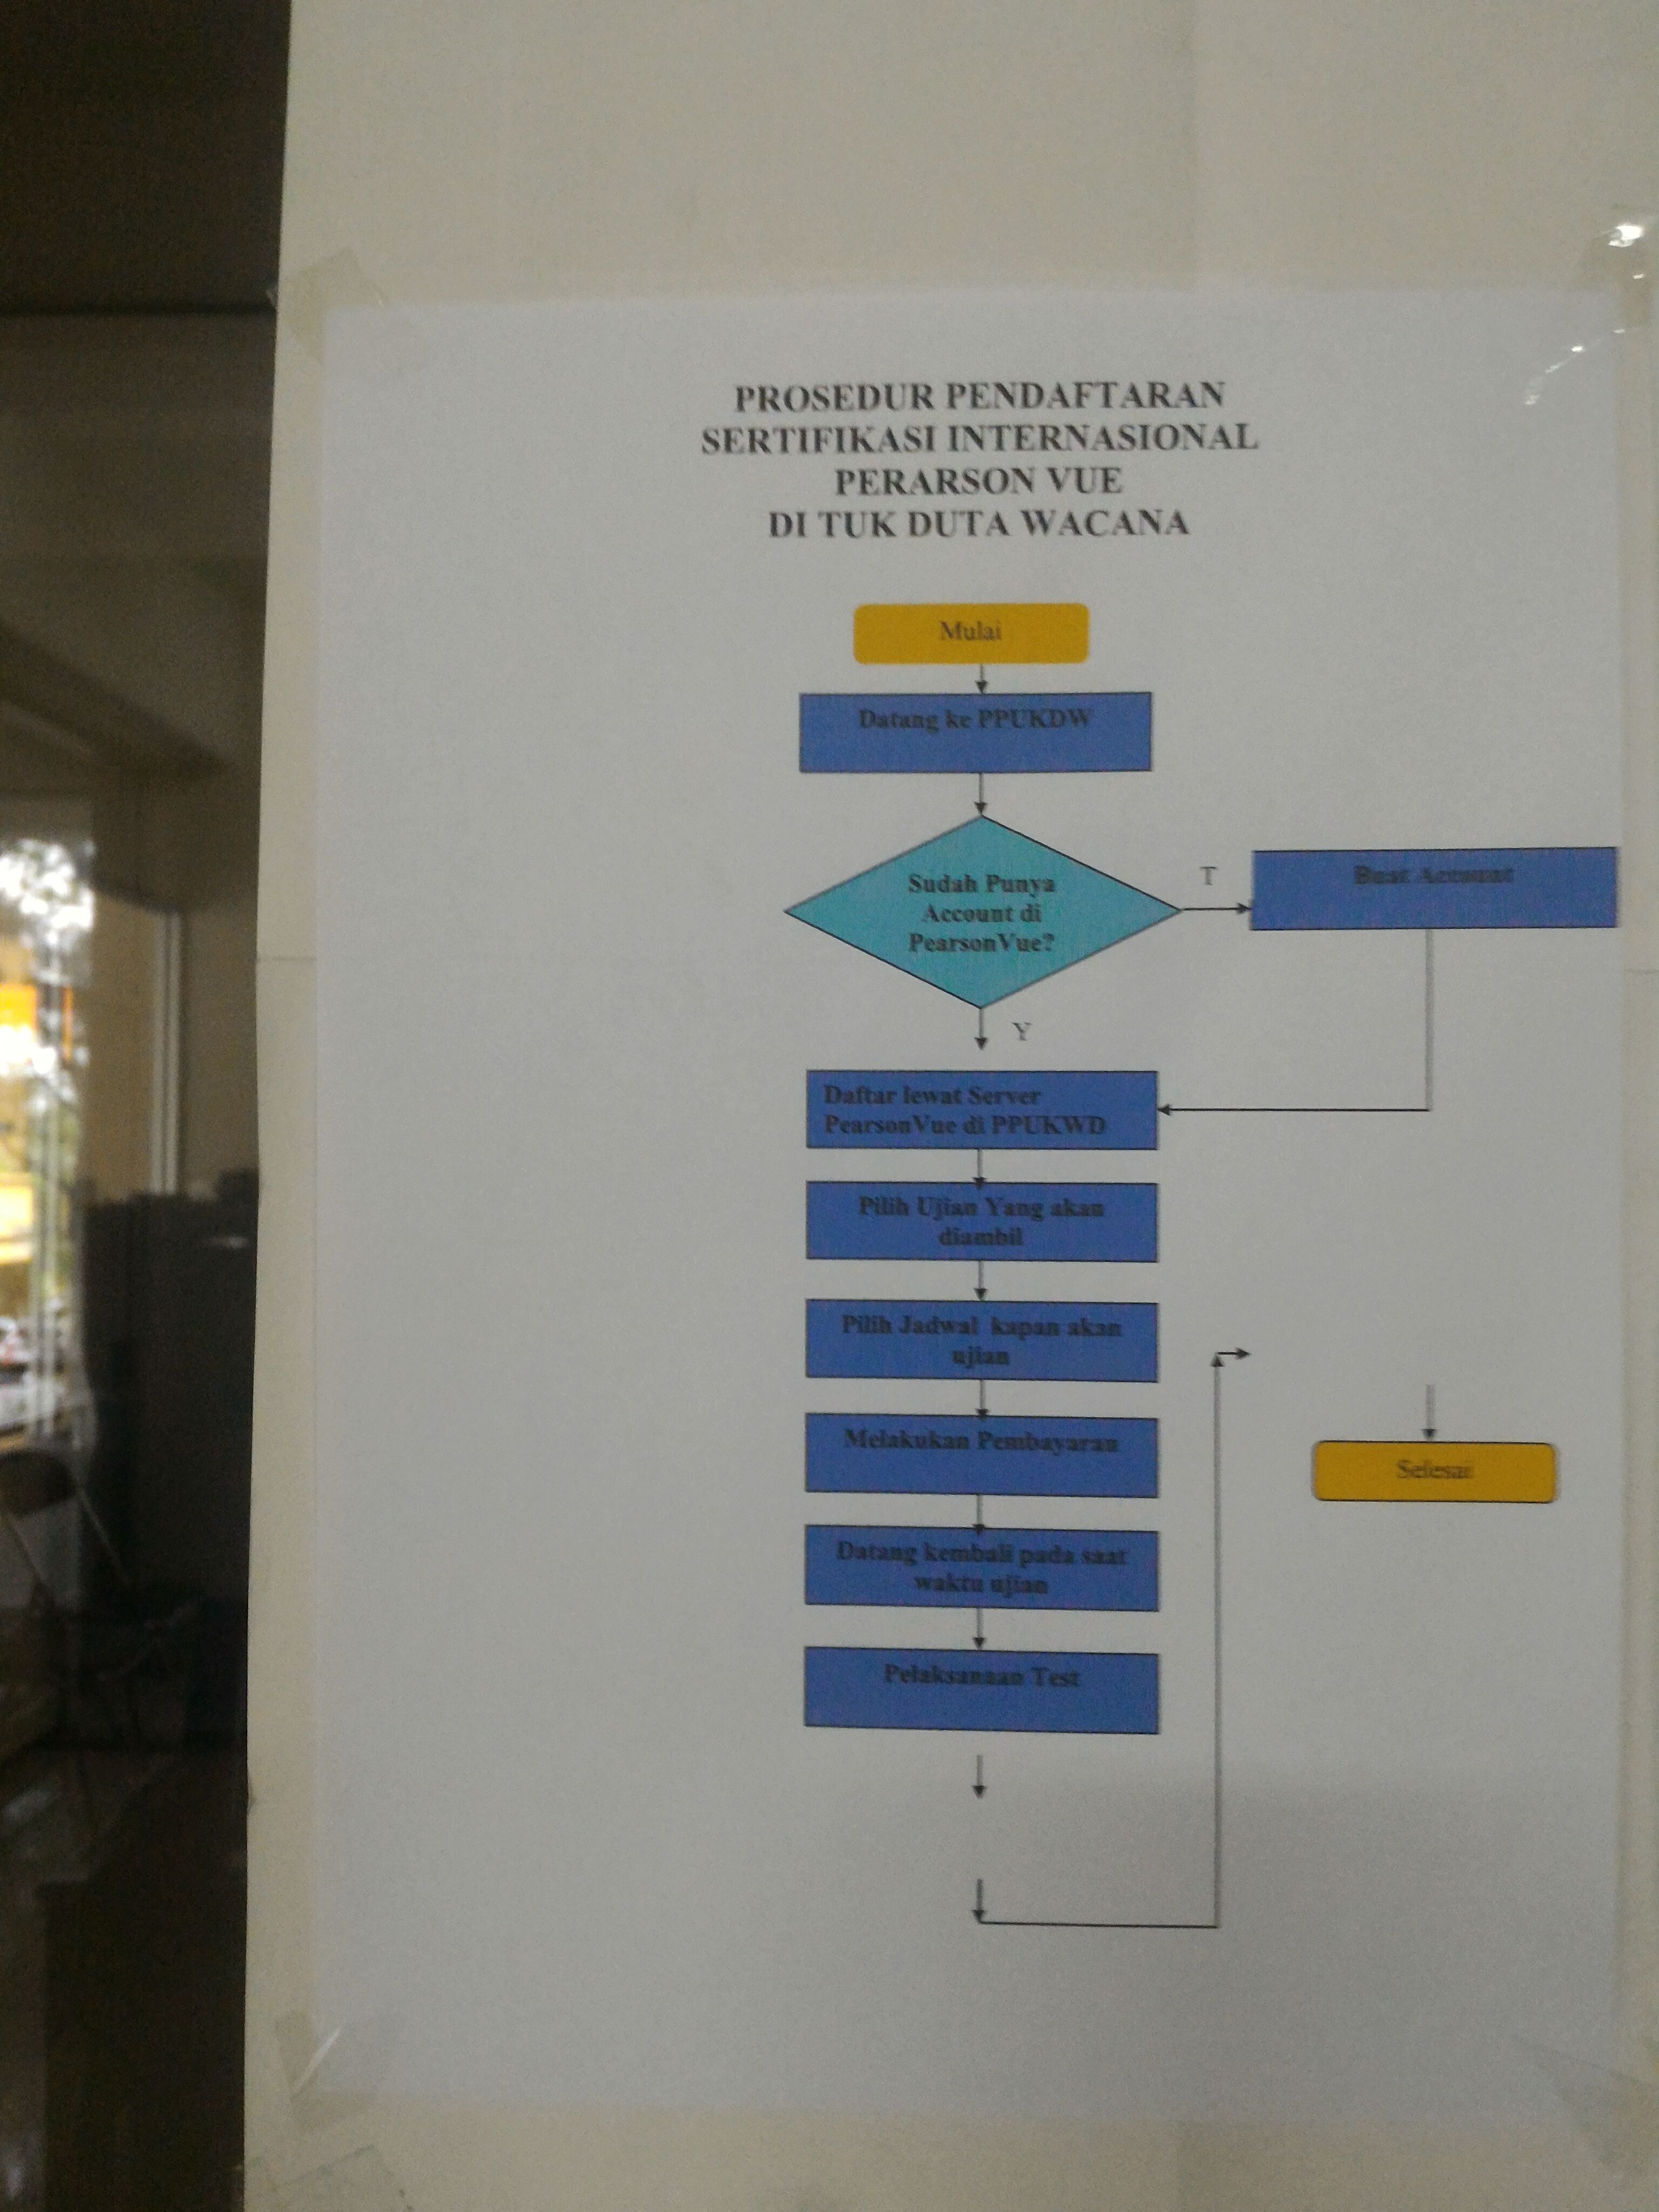 PROSEDUR PENDAFTARAN
SERTIFIKASI INTERNASIONAL
PERARSON VUE
DI TUK DUTA WACANA
Mulai
Datang ke PPUKDW
Sudah Punya
Account di
PearsonVue?
T
Buat Account
Y
Daftar lewat Server
PearsonVue di PPUKWD
Pilih Ujian Yang akan
diambil
Pilih Jadwal kapan akan
ujian
Melakukan Pembayaran
Datang kembali pada saat
waktu ujian
Pelaksanaan Test
Selesai